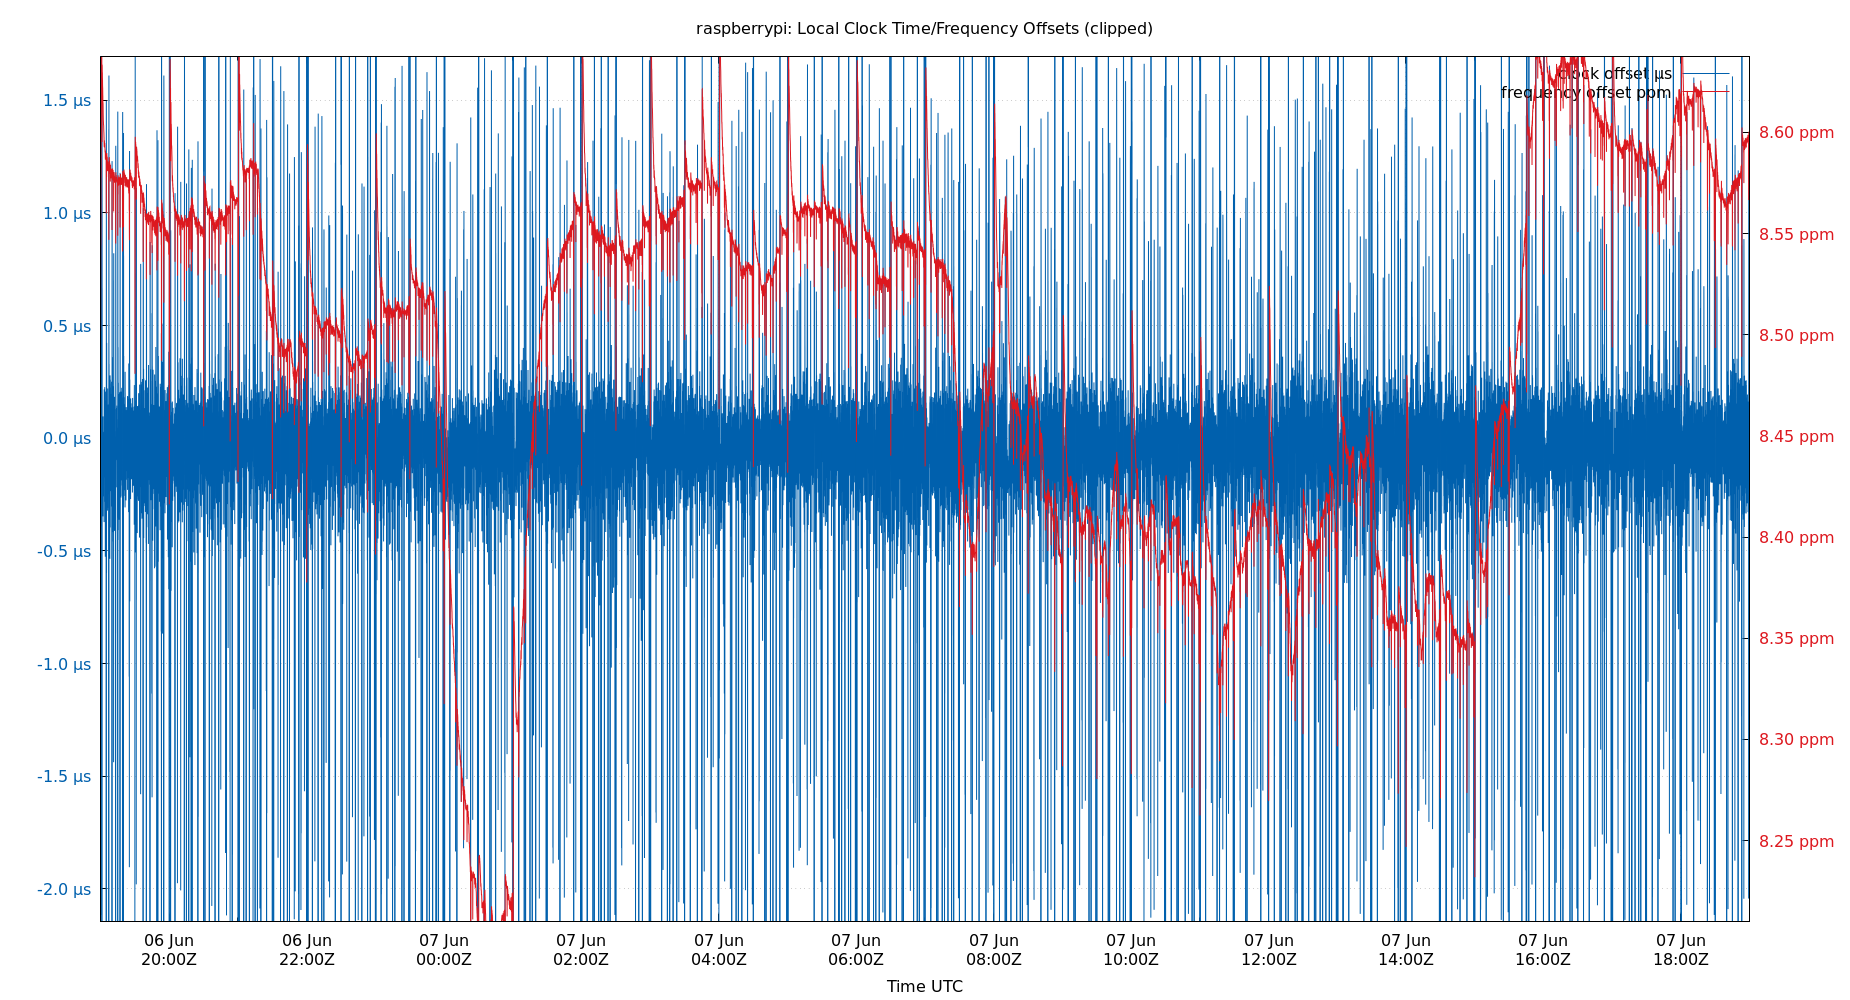 raspberrypi: Local Clock Time/Frequency Offsets (clipped)
clock offset µs
frequency offset ppm
1.5 µs
1.0 µs
0.5 µs
0.0 µs
-0.5 µs
-1.0 µs
-1.5 µs
-2.0 µs
8.60 ppm
8.55 ppm
8.50 ppm
8.45 ppm
8.40 ppm
8.35 ppm
8.30 ppm
8.25 ppm
06 Jun 06 Jun 07 Jun 07 Jun 07 Jun 07 Jun 07 Jun 07 Jun 07 Jun 07 Jun 07 Jun 07 Jun
20:00Z 22:00Z 00:00Z 02:00Z 04:00Z 06:00Z 08:00Z 10:00Z 12:00Z 14:00Z 16:00Z 18:00Z
Time UTC